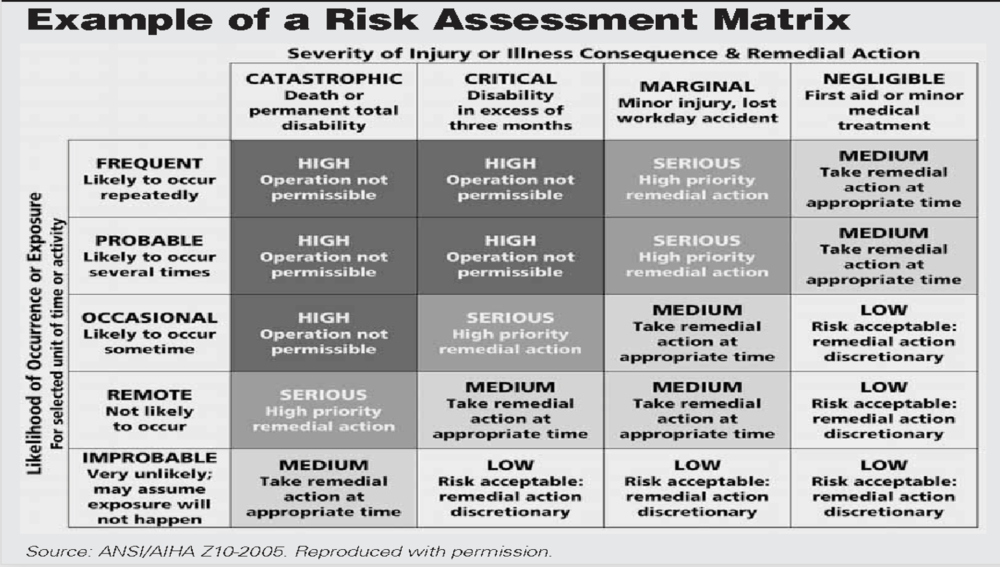 Example of a Risk Assessment Matrix
Severity of Injury or Illness Consequence & Remedial Action
CATASTROPHIC
Death or
permanent total
disability
CRITICAL
Disability
in excess of
three months
MARGINAL
Minor injury, lost
workday accident
NEGLIGIBLE
First aid or minor
medical
treatment
Likelihood of Occurrence or Exposure
For selected unit of time or activity
FREQUENT
Likely to occur
repeatedly
HIGH
Operation not
permissible
HIGH
Operation not
permissible
SERIOUS
High priority
remedial action
MEDIUM
Take remedial
action at
appropriate time
PROBABLE
Likely to occur
several times
HIGH
Operation not
permissible
HIGH
Operation not
permissible
SERIOUS
High priority
remedial action
MEDIUM
Take remedial
action at
appropriate time
OCCASIONAL
Likely to occur
sometime
HIGH
Operation not
permissible
SERIOUS
High priority
remedial action
MEDIUM
Take remedial
action at
appropriate time
LOW
Risk acceptable:
remedial action
discretionary
REMOTE
Not likely
to occur
SERIOUS
High priority
remedial action
MEDIUM
Take remedial
action at
appropriate time
MEDIUM
Take remedial
action at
appropriate time
LOW
Risk acceptable:
remedial action
discretionary
IMPROBABLE
Very unlikely;
may assume
exposure will
not happen
MEDIUM
Take remedial
action at
appropriate time
LOW
Risk acceptable:
remedial action
discretionary
LOW
Risk acceptable:
remedial action
discretionary
LOW
Risk acceptable:
remedial action
discretionary
Source: ANSI/AIHA Z10-2005. Reproduced with permission.